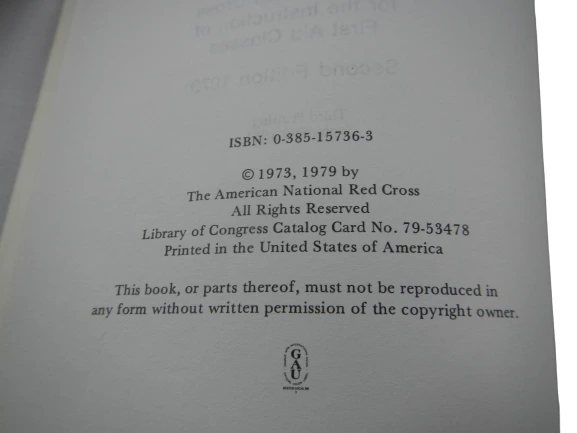 ISBN: 0-385-15736-3
© 1973, 1979 by
The American National Red Cross
All Rights Reserved
Library of Congress Catalog Card No. 79-53478
Printed in the United States of America
This book, or parts thereof, must not be reproduced in
any form without written permission of the copyright owner.
GAU